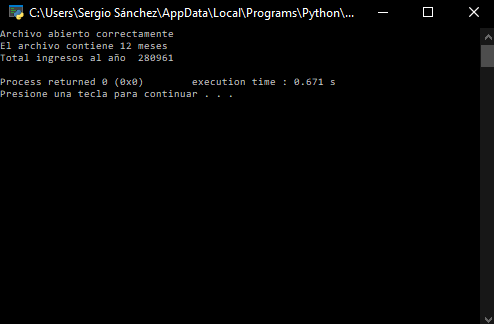 C:\Users\Sergio Sánchez\AppData\Local\Programs\Python\...
Archivo abierto correctamente
El archivo contiene 12 meses
Total ingresos al año  280961
Process returned 0 (0x0)        execution time : 0.671 s
Presione una tecla para continuar . . .